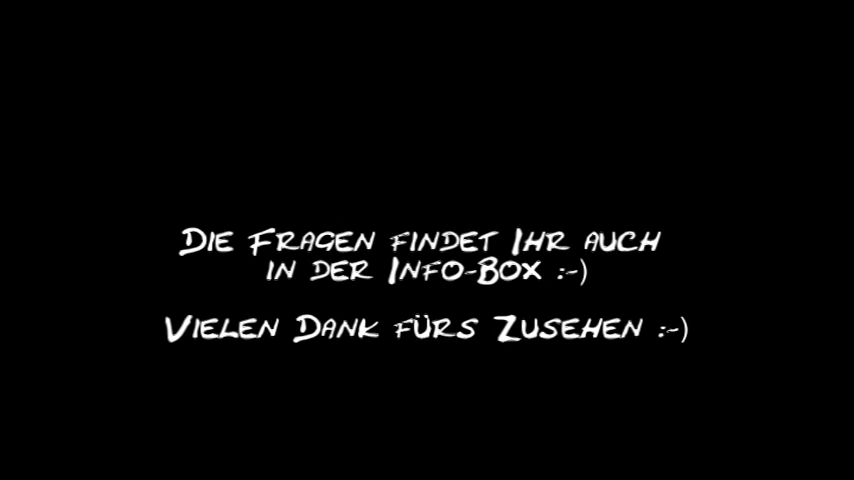 Die Fragen findet Ihr auch
in der Info-Box :-)
Vielen Dank fürs Zusehen :-)